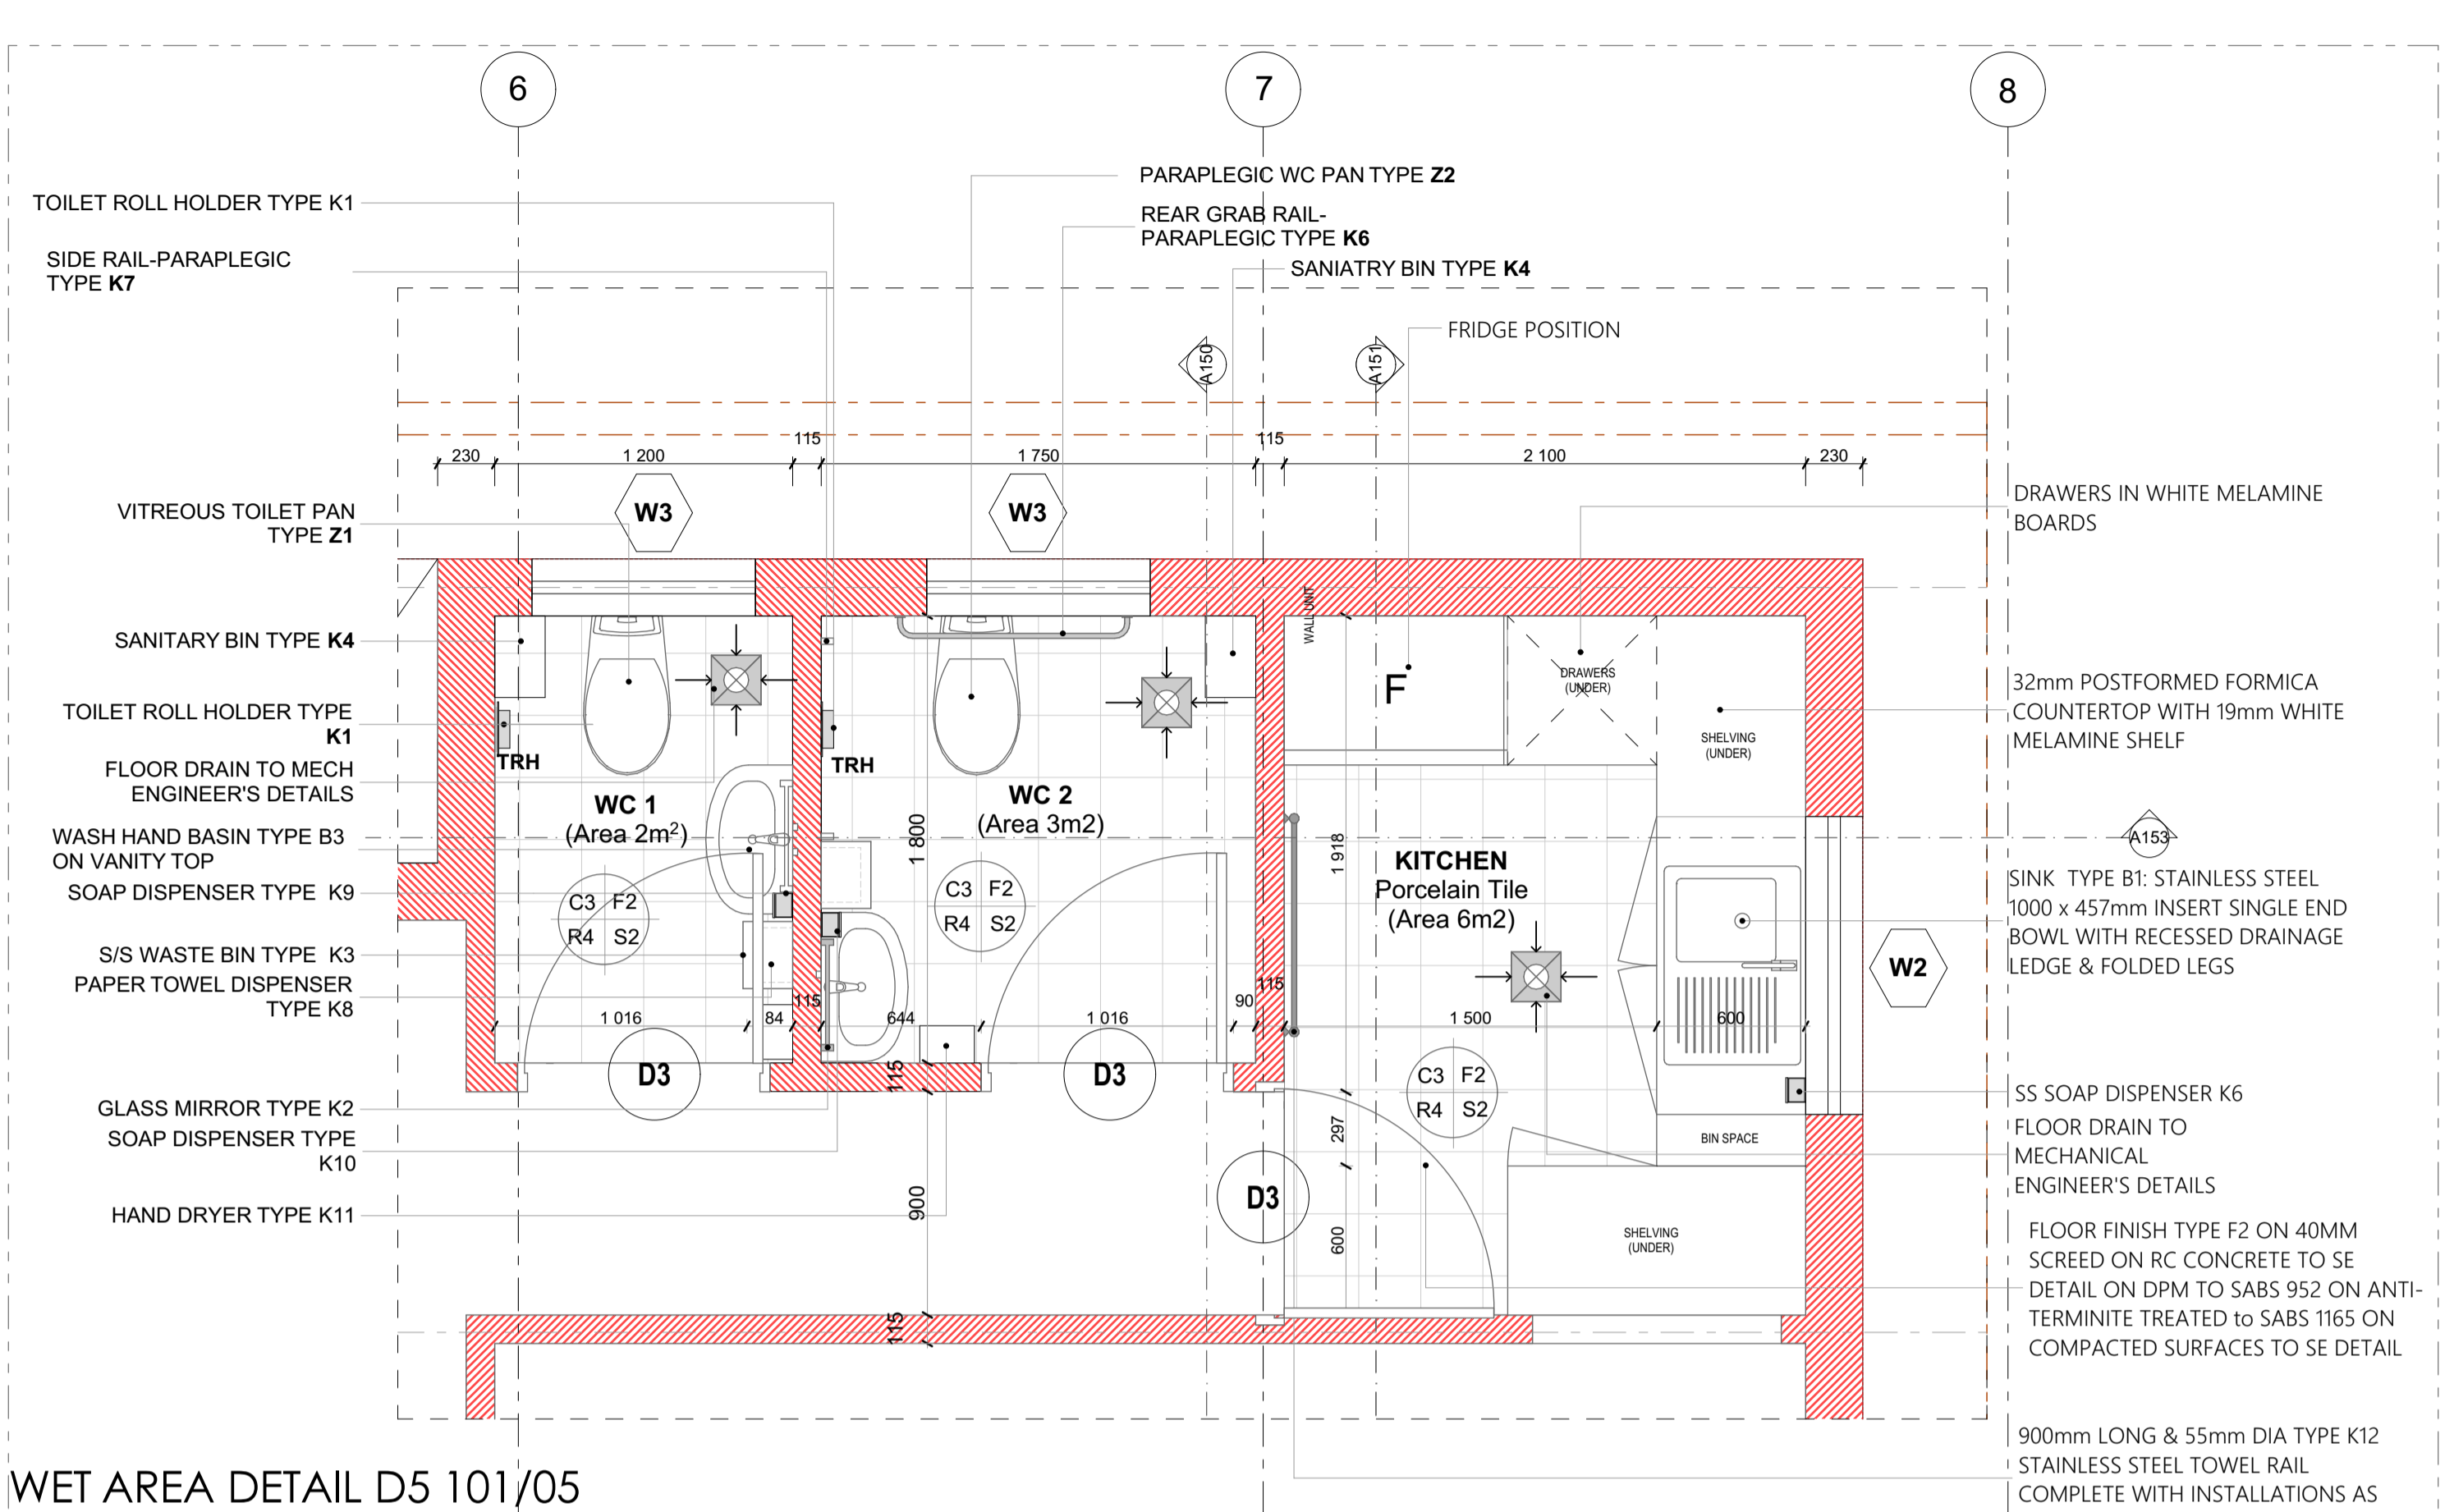 6
7
8
PARAPLEGIC WC PAN TYPE Z2
TOILET ROLL HOLDER TYPE K1
REAR GRAB RAIL-
PARAPLEGIC TYPE K6
SIDE RAIL-PARAPLEGIC
TYPE K7
SANIATRY BIN TYPE K4
FRIDGE POSITION
A150
A151
115
115
230
1 200
1 750
2 100
230
DRAWERS IN WHITE MELAMINE
BOARDS
VITREOUS TOILET PAN
TYPE Z1
W3
W3
WALL UNIT
SANITARY BIN TYPE K4
F
DRAWERS
(UNDER)
32mm POSTFORMED FORMICA
COUNTERTOP WITH 19mm WHITE
MELAMINE SHELF
TOILET ROLL HOLDER TYPE
K1
SHELVING
(UNDER)
TRH
TRH
FLOOR DRAIN TO MECH
ENGINEER'S DETAILS
WC 1
(Area 2m²)
WC 2
(Area 3m2)
1 800
1 918
WASH HAND BASIN TYPE B3
ON VANITY TOP
A153
KITCHEN
Porcelain Tile
(Area 6m2)
SOAP DISPENSER TYPE K9
C3 F2
R4 S2
C3 F2
R4 S2
SINK TYPE B1: STAINLESS STEEL
1000 x 457mm INSERT SINGLE END
BOWL WITH RECESSED DRAINAGE
LEDGE & FOLDED LEGS
W2
S/S WASTE BIN TYPE K3
PAPER TOWEL DISPENSER
TYPE K8
1 016
84
115
644
1 016
90
115
1 500
600
D3
D3
115
C3 F2
R4 S2
SS SOAP DISPENSER K6
GLASS MIRROR TYPE K2
SOAP DISPENSER TYPE
K10
297
BIN SPACE
FLOOR DRAIN TO
MECHANICAL
ENGINEER'S DETAILS
HAND DRYER TYPE K11
900
D3
600
SHELVING
(UNDER)
FLOOR FINISH TYPE F2 ON 40MM
SCREED ON RC CONCRETE TO SE
DETAIL ON DPM TO SABS 952 ON ANTI-
TERMINITE TREATED to SABS 1165 ON
COMPACTED SURFACES TO SE DETAIL
115
900mm LONG & 55mm DIA TYPE K12
STAINLESS STEEL TOWEL RAIL
COMPLETE WITH INSTALLATIONS AS
WET AREA DETAIL D5 101/05